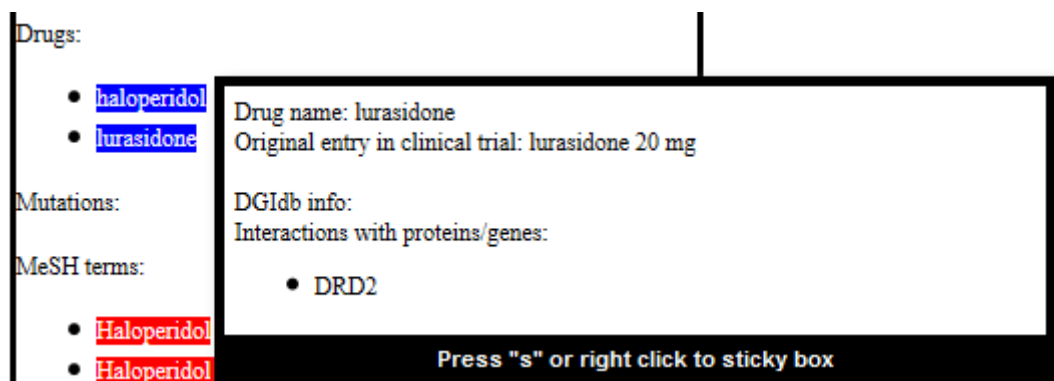 Drugs:
haloperidol
lurasidone
Mutations:
MeSH terms:
Haloperidol
Haloperidol
Drug name: lurasidone
Original entry in clinical trial: lurasidone 20 mg
DGIdb info:
Interactions with proteins/genes:
DRD2
Press "s" or right click to sticky box